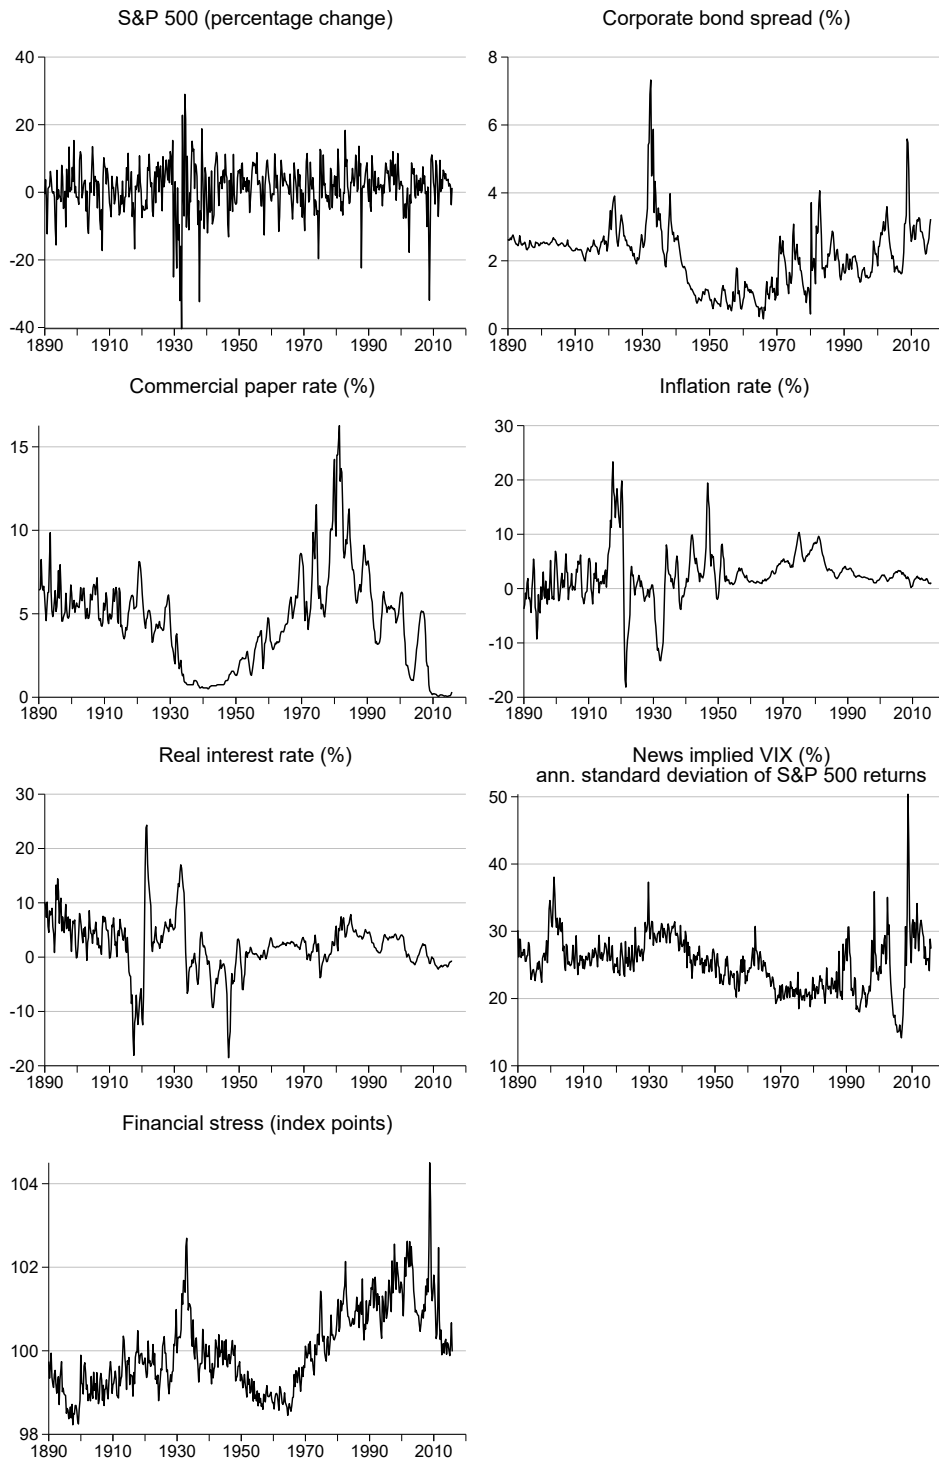 S&P 500 (percentage change)
40
20
0
-20
-40
1890 1910 1930 1950 1970 1990 2010
Corporate bond spread (%)
8
6
4
2
0
1890 1910 1930 1950 1970 1990 2010
Commercial paper rate (%)
15
10
5
0
1890 1910 1930 1950 1970 1990 2010
Inflation rate (%)
30
20
10
0
-10
-20
1890 1910 1930 1950 1970 1990 2010
Real interest rate (%)
30
20
10
0
-10
-20
1890 1910 1930 1950 1970 1990 2010
News implied VIX (%)
ann. standard deviation of S&P 500 returns
50
40
30
20
10
1890 1910 1930 1950 1970 1990 2010
Financial stress (index points)
104
102
100
98
1890 1910 1930 1950 1970 1990 2010